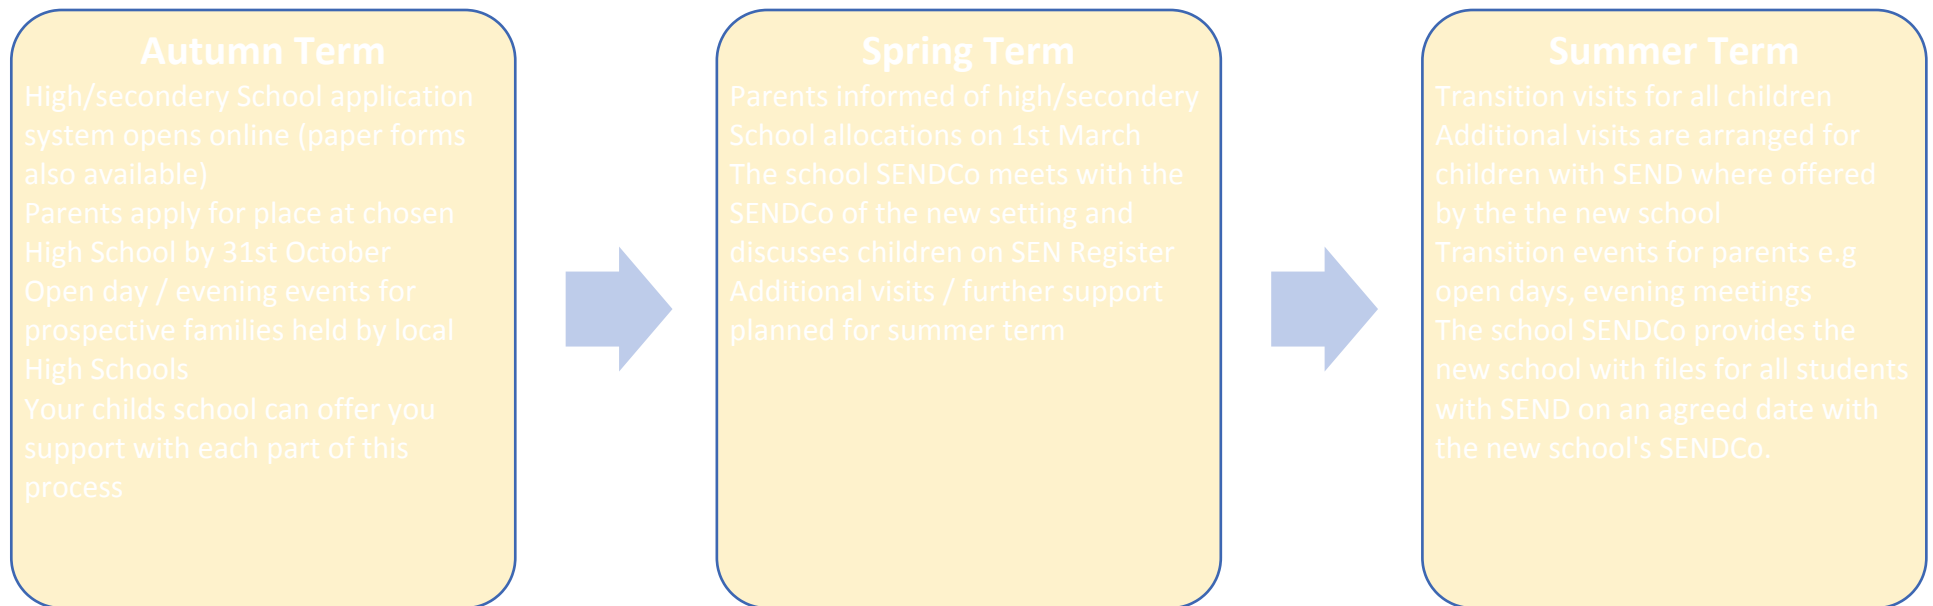 Autumn Term
High/secondery School application
system opens online (paper forms
also available)
Parents apply for place at chosen
High School by 31st October
Open day / evening events for
prospective families held by local
High Schools
Your childs school can offer you
support with each part of this
process
Spring Term
Parents informed of high/secondery
School allocations on 1st March
The school SENDCo meets with the
SENDCo of the new setting and
discusses children on SEN Register
Additional visits / further support
planned for summer term
Summer Term
Transition visits for all children
Additional visits are arranged for
children with SEND where offered
by the the new school
Transition events for parents e.g
open days, evening meetings
The school SENDCo provides the
new school with files for all students
with SEND on an agreed date with
the new school's SENDCo.